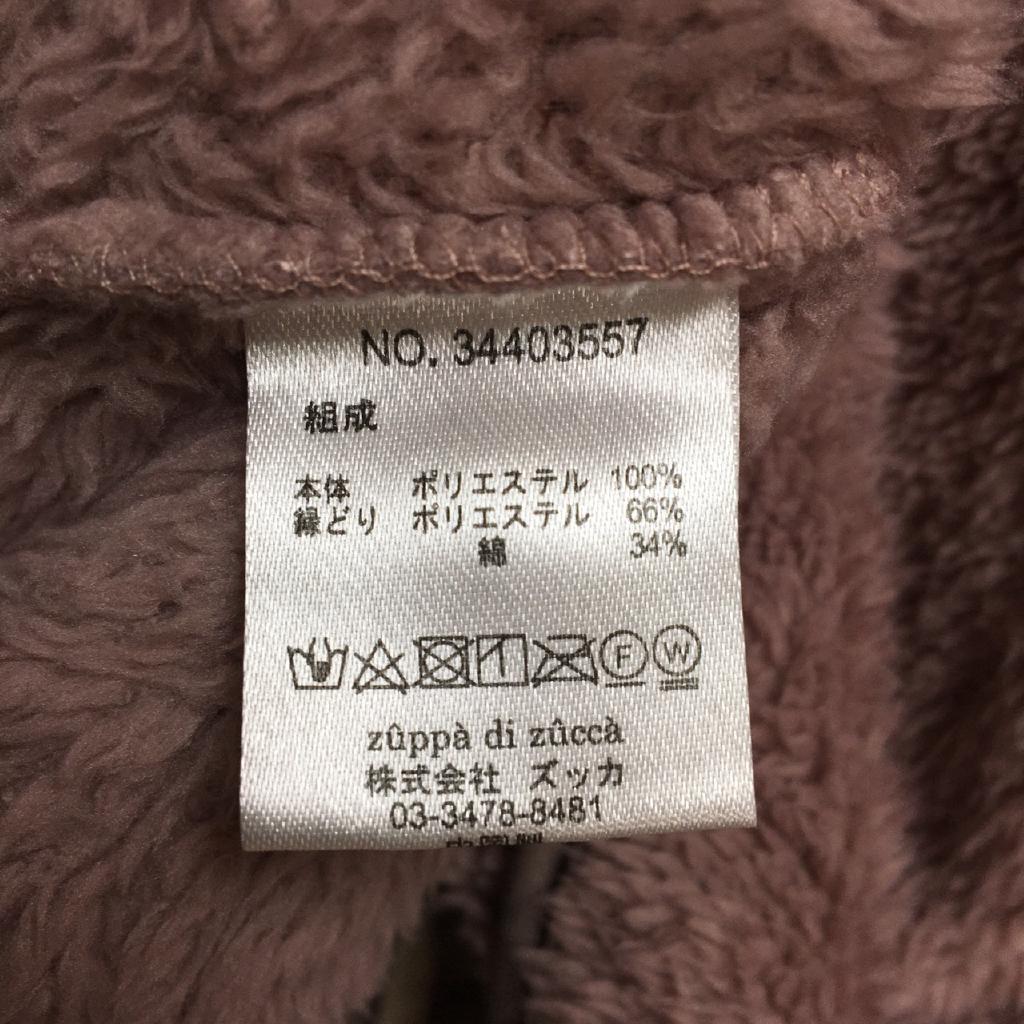 NO. 34403557
組成
本体 ポリエステル 100%
縁どり ポリエステル 66%
綿 34%
F W
zûppà di zûccà
株式会社 ズッカ
03-3478-8481